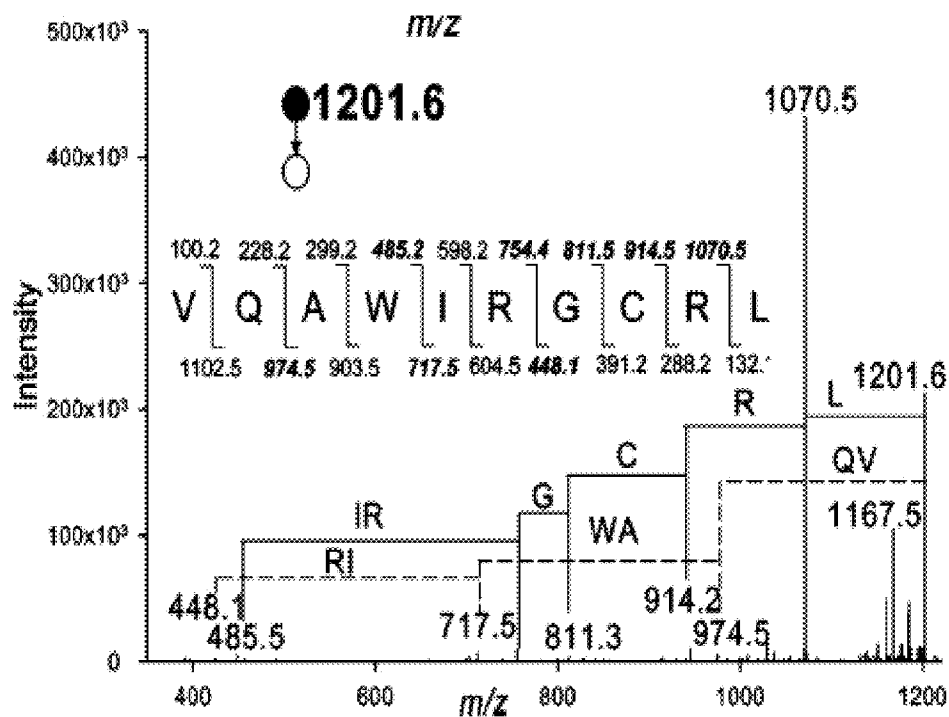 m/z
500x10³
1201.6
1070.5
400x10³
100.2 228.2 299.2 485.2 598.2 754.4 811.5 914.5 1070.5
300x10³
V Q A W I R G C R L
1102.5 974.5 903.5 717.5 604.5 448.1 391.2 288.2 132.
Intensity
1201.6
R L
200x10³
C QV
G
IR WA 1167.5
100x10³
RI
448.1 914.2
485.5 717.5 811.3 974.5
0
400 600 800 1000 1200
m/z